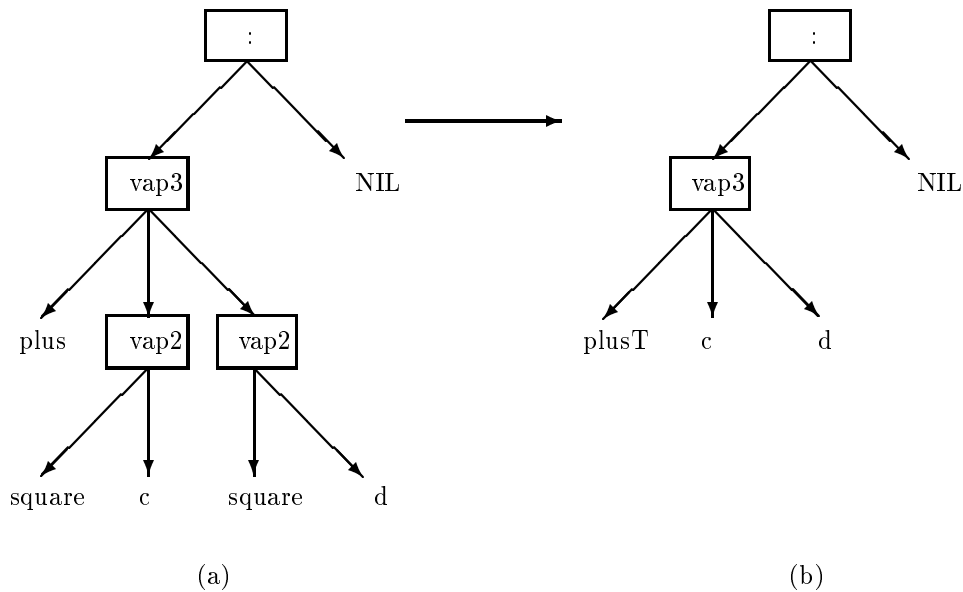 : :
vap3 NIL vap3 NIL
plus vap2 vap2 plusT c d
square c square d
(a) (b)